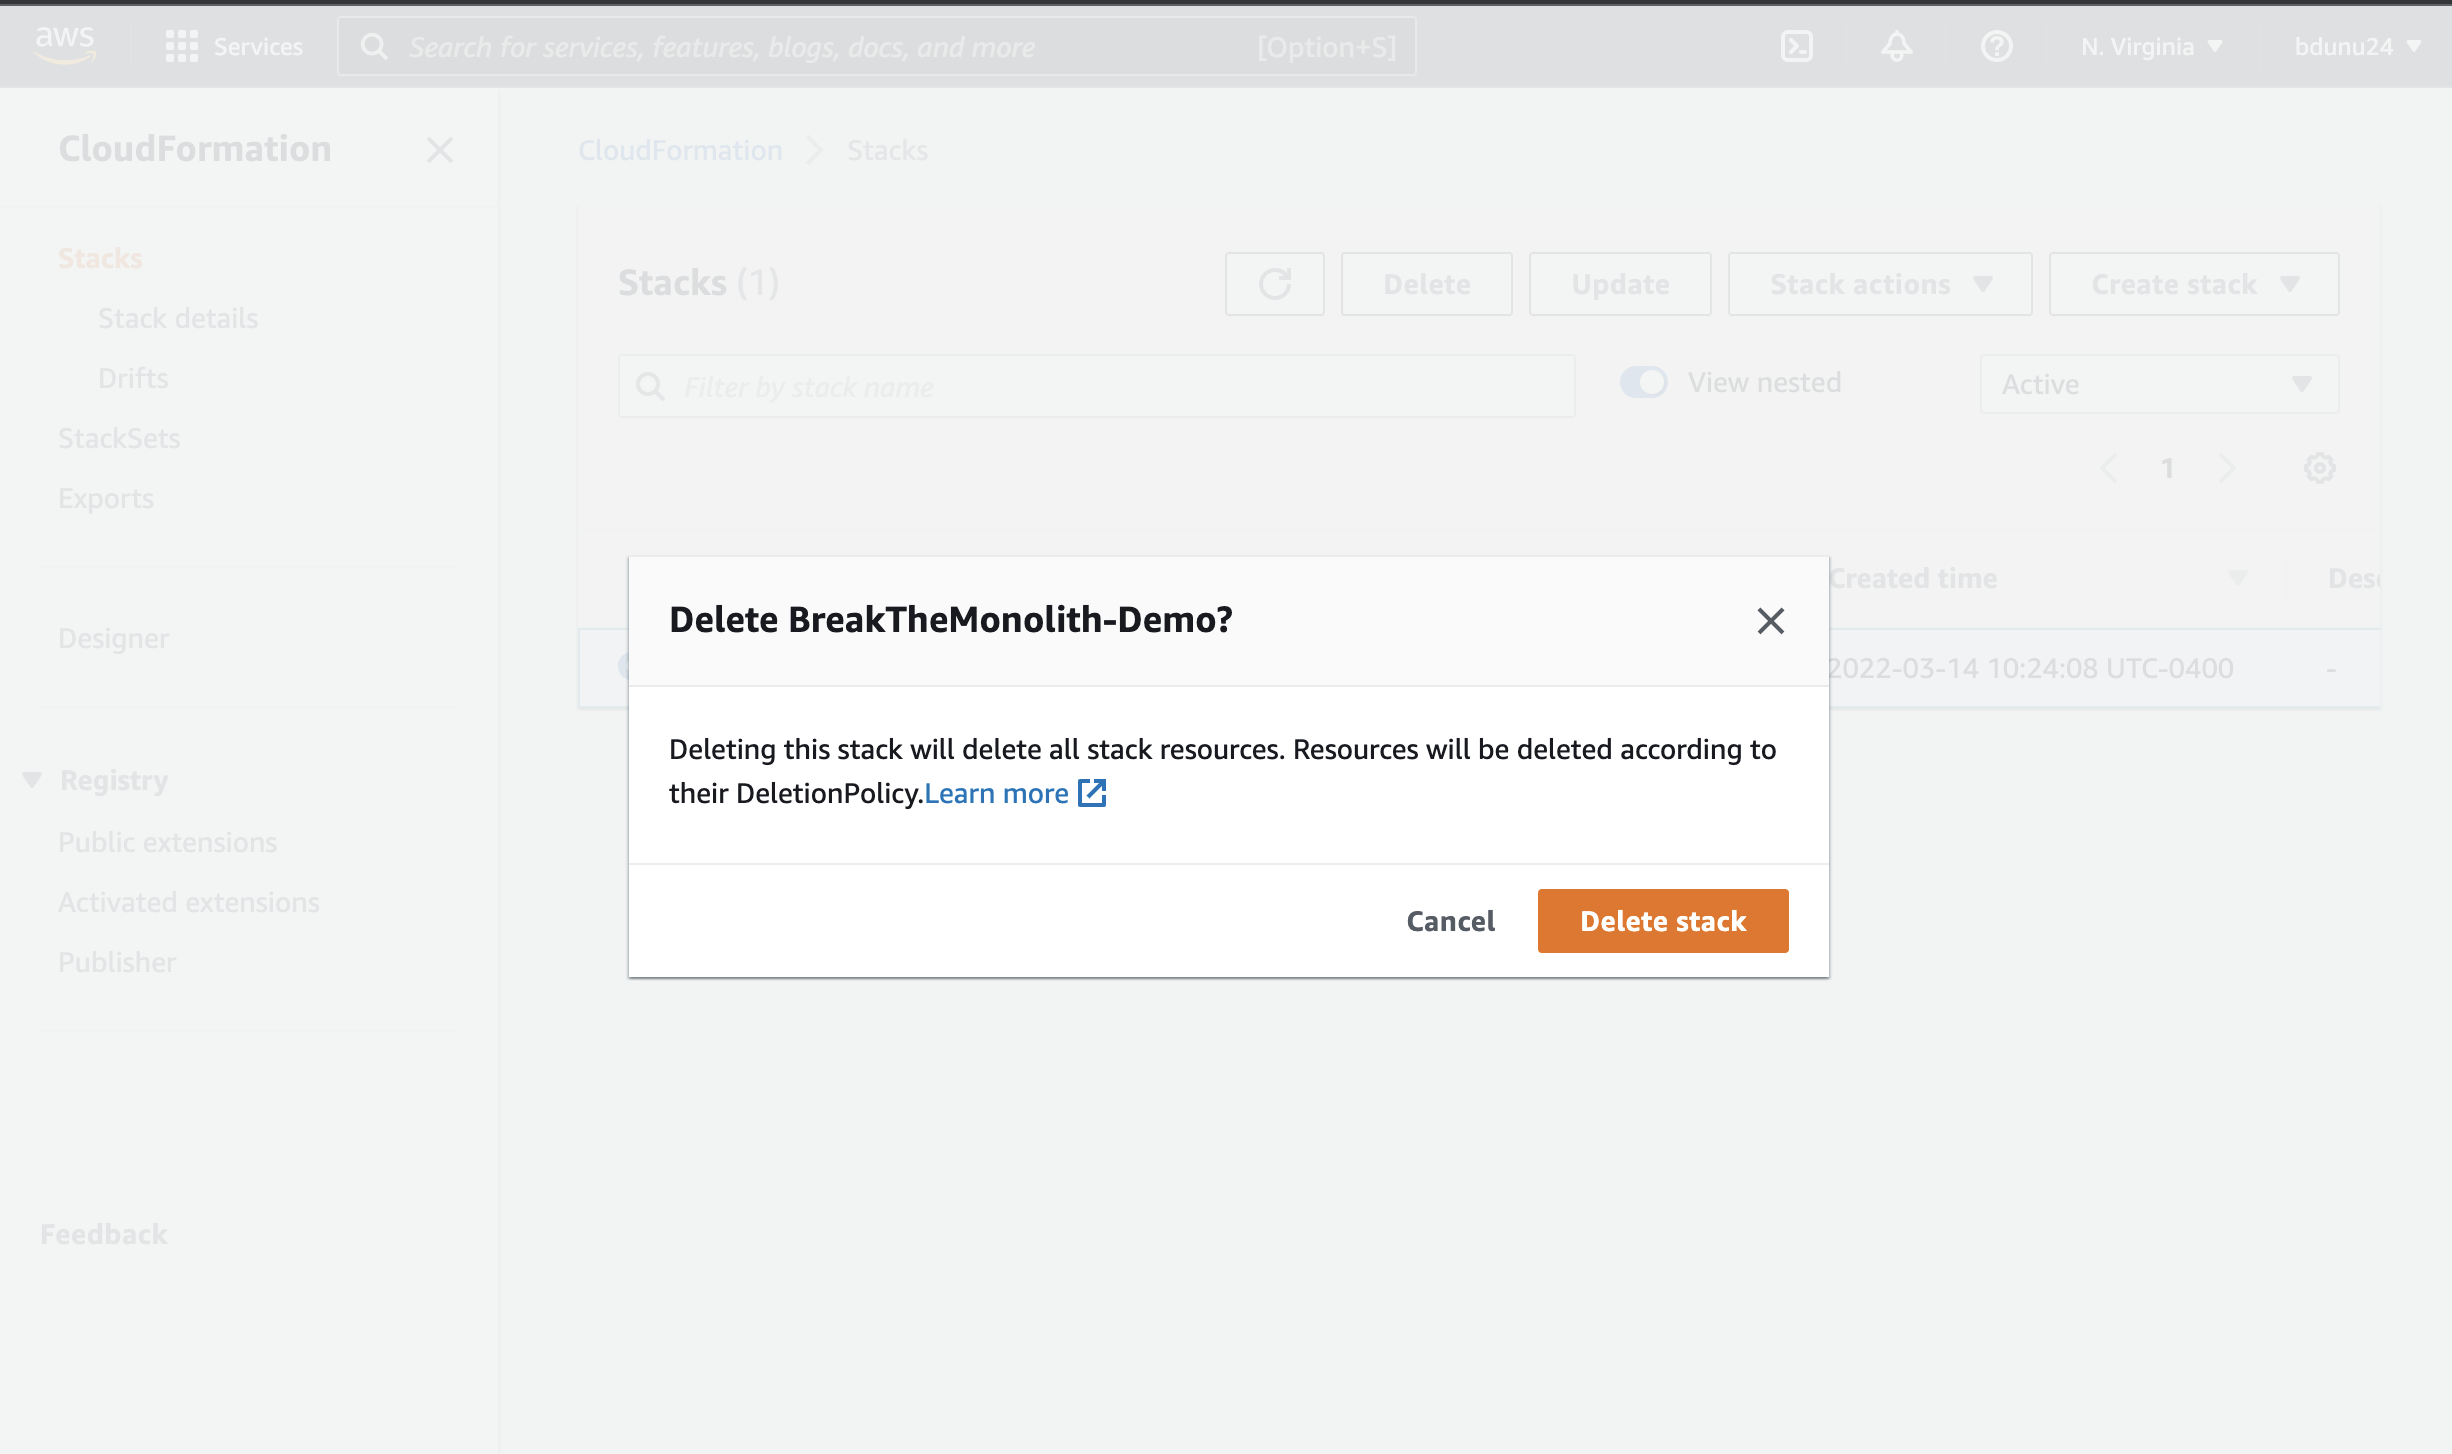 aws
Services
Search for services, features, blogs, docs, and more
[Option+S]
N. Virginia
bdunu24
CloudFormation
CloudFormation
Stacks
Stacks
Stack details
Drifts
StackSets
Exports
Designer
Registry
Public extensions
Activated extensions
Publisher
Feedback
Stacks (1)
Delete
Update
Stack actions
Create stack
Filter by stack name
View nested
Active
1
Created time
Desc
2022-03-14 10:24:08 UTC-0400
-
Delete BreakTheMonolith-Demo?
Deleting this stack will delete all stack resources. Resources will be deleted according to
their DeletionPolicy.Learn more
Cancel
Delete stack